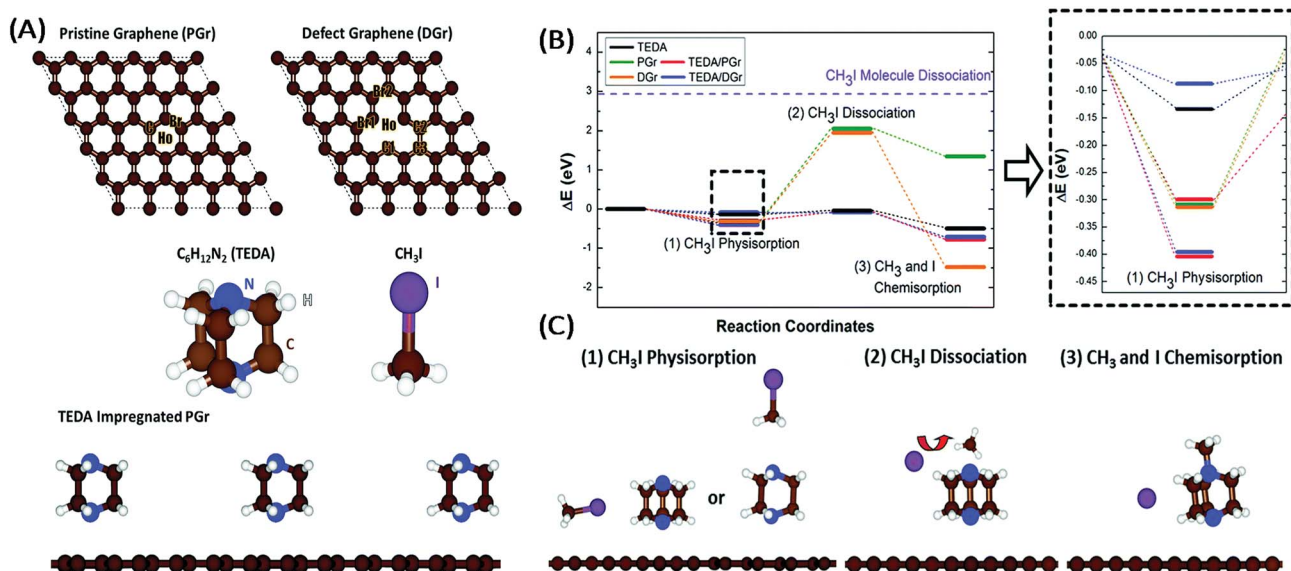 (A)
Pristine Graphene (PGr)
Defect Graphene (DGr)
C
Br
Ho
Br2
Br1
Ho
C2
C1
C3
C₆H₁₂N₂ (TEDA)
CH₃I
N
H
C
I
TEDA Impregnated PGr
(B)
TEDA
PGr
TEDA/PGr
DGr
TEDA/DGr
CH₃I Molecule Dissociation
(2) CH₃I Dissociation
(1) CH₃I Physisorption
(3) CH₃ and I
Chemisorption
ΔE (eV)
4
3
2
1
0
-1
-2
Reaction Coordinates
ΔE (eV)
0.00
-0.05
-0.10
-0.15
-0.20
-0.25
-0.30
-0.35
-0.40
-0.45
(1) CH₃I Physisorption
(C)
(1) CH₃I Physisorption
or
(2) CH₃I Dissociation
(3) CH₃ and I Chemisorption